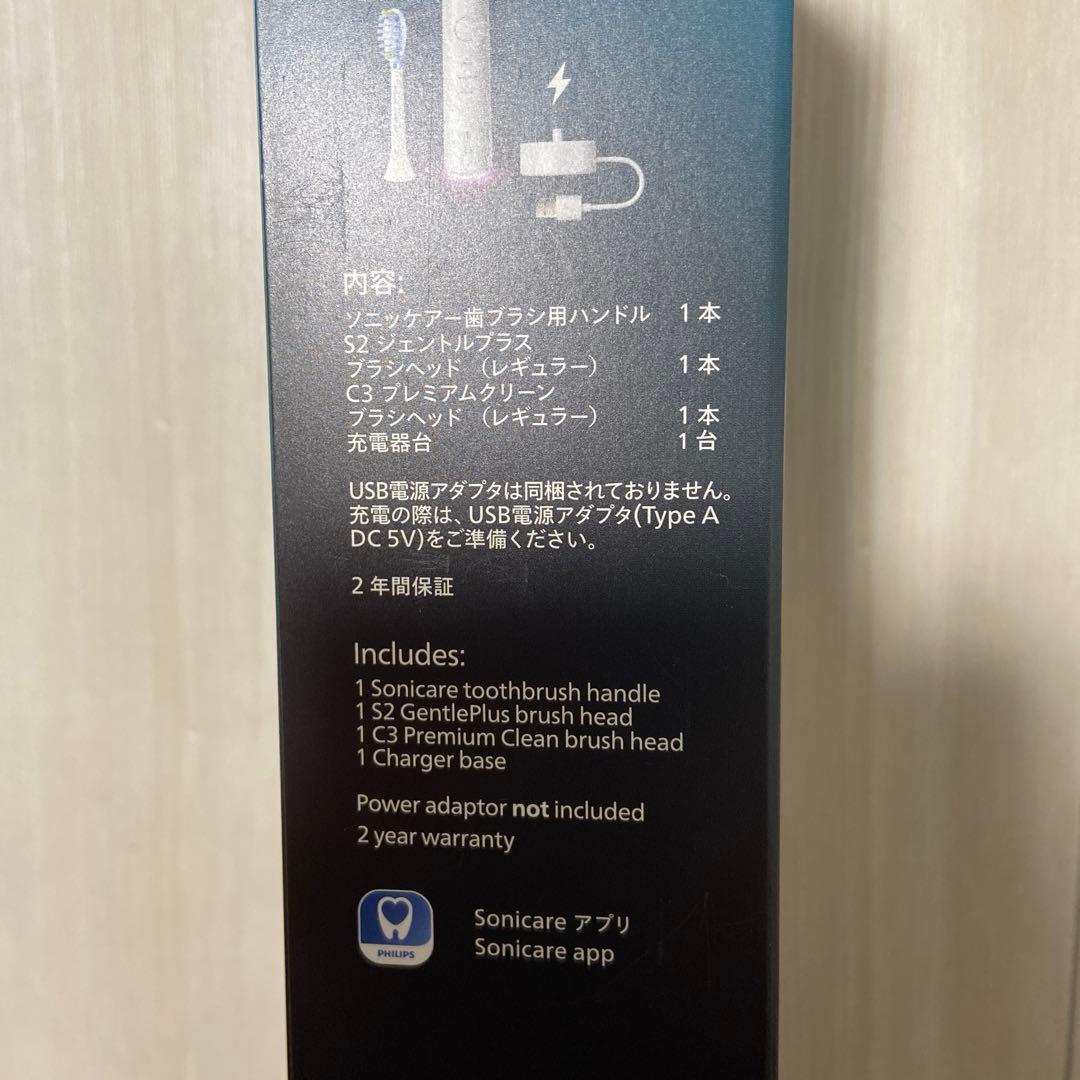 内容:
ソニッケアー歯ブラシ用ハンドル 1本
S2 ジェントルプラス
ブラシヘッド（レギュラー） 1本
C3 プレミアムクリーン
ブラシヘッド（レギュラー） 1本
充電器台 1台
USB電源アダプタは同梱されておりません。
充電の際は、USB電源アダプタ(Type A
DC 5V)をご準備ください。
2 年間保証
Includes:
1 Sonicare toothbrush handle
1 S2 GentlePlus brush head
1 C3 Premium Clean brush head
1 Charger base
Power adaptor not included
2 year warranty
PHILIPS
Sonicare アプリ
Sonicare app